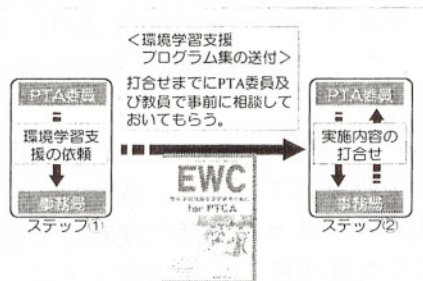 <環境学習支援
プログラム集の送付>
打合せまでにPTA委員及
び教員で事前に相談して
おいてもらう。
PTA委員
環境学習支
援の依頼
事務局
ステップ(1)
EWC
for PTCA
PTA委員
実施内容の
打合せ
事務局
ステップ(2)